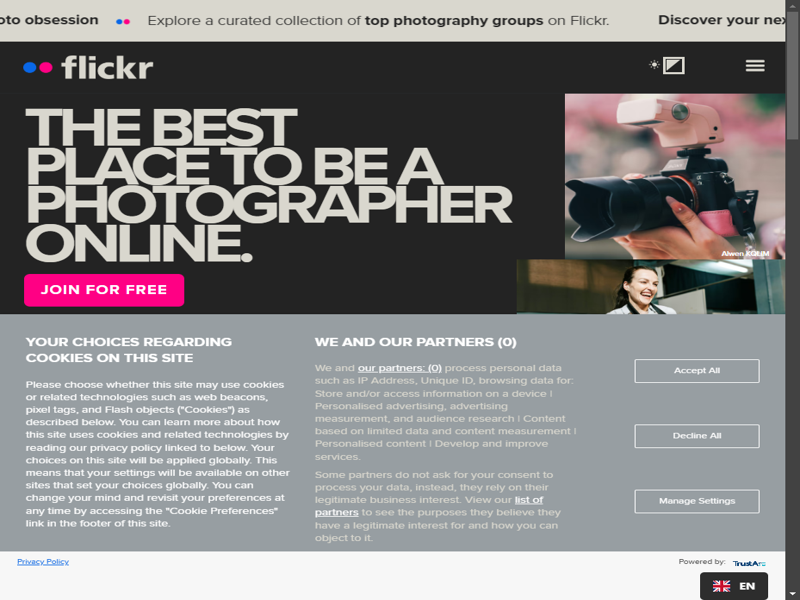 oto obsession
Explore a curated collection of top photography groups on Flickr.
Discover your nex
flickr
THE BEST
PLACE TO BE A
PHOTOGRAPHER
ONLINE.
JOIN FOR FREE
Alwen KGEIM
YOUR CHOICES REGARDING
COOKIES ON THIS SITE
Please choose whether this site may use cookies
or related technologies such as web beacons,
pixel tags, and Flash objects ("Cookies") as
described below. You can learn more about how
this site uses cookies and related technologies by
reading our privacy policy linked to below. Your
choices on this site will be applied globally. This
means that your settings will be available on other
sites that set your choices globally. You can
change your mind and revisit your preferences at
any time by accessing the "Cookie Preferences"
link in the footer of this site.
WE AND OUR PARTNERS (0)
We and our partners: (0) process personal data
such as IP Address, Unique ID, browsing data for:
Store and/or access information on a device |
Personalised advertising, advertising
measurement, and audience research | Content
based on limited data and content measurement |
Personalised content | Develop and improve
services.
Some partners do not ask for your consent to
process your data, instead, they rely on their
legitimate business interest. View our list of
partners to see the purposes they believe they
have a legitimate interest for and how you can
object to it.
Accept All
Decline All
Manage Settings
Privacy Policy
Powered by: TrustArc
EN